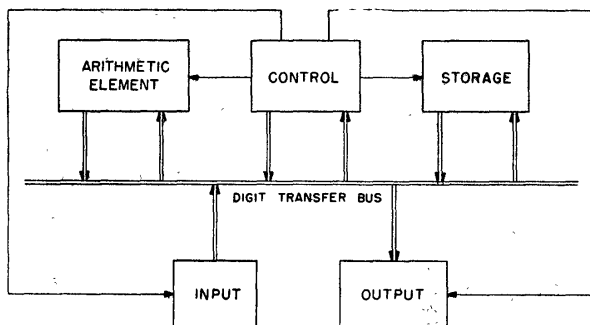 ARITHMETIC
ELEMENT
CONTROL
STORAGE
DIGIT TRANSFER BUS
INPUT
OUTPUT